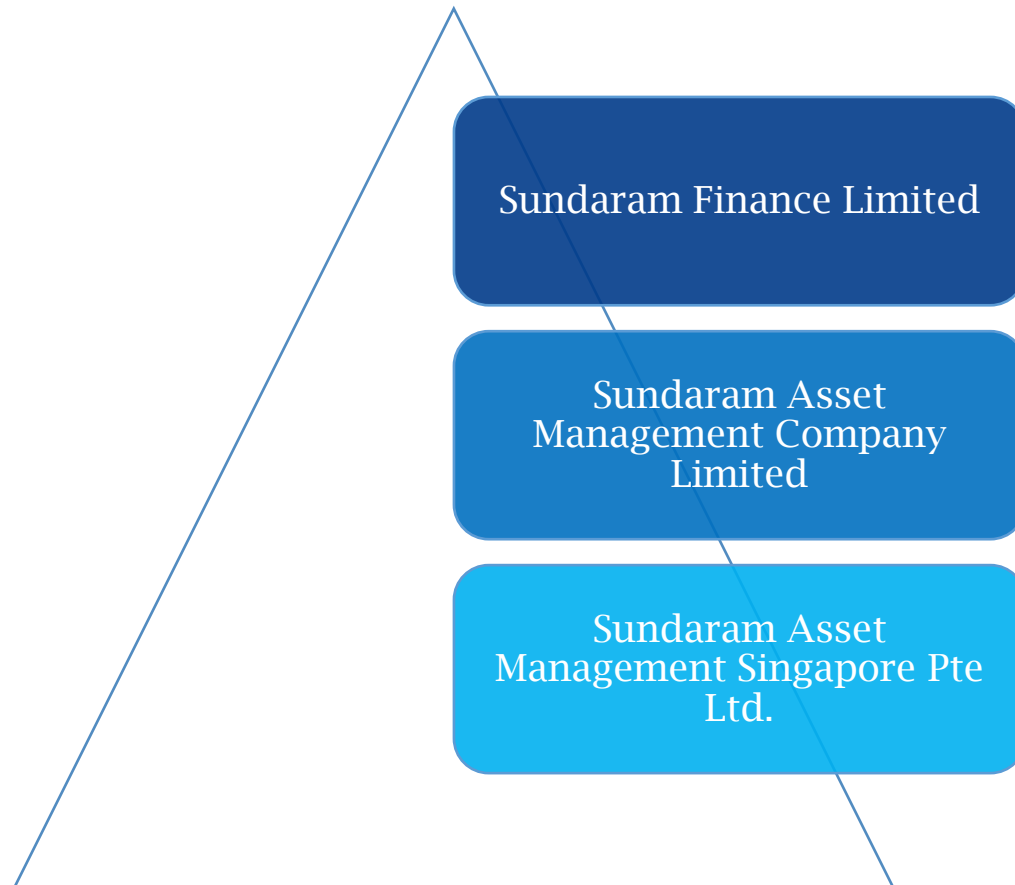 Sundaram Finance Limited
Sundaram Asset
Management Company
Limited
Sundaram Asset
Management Singapore Pte
Ltd.